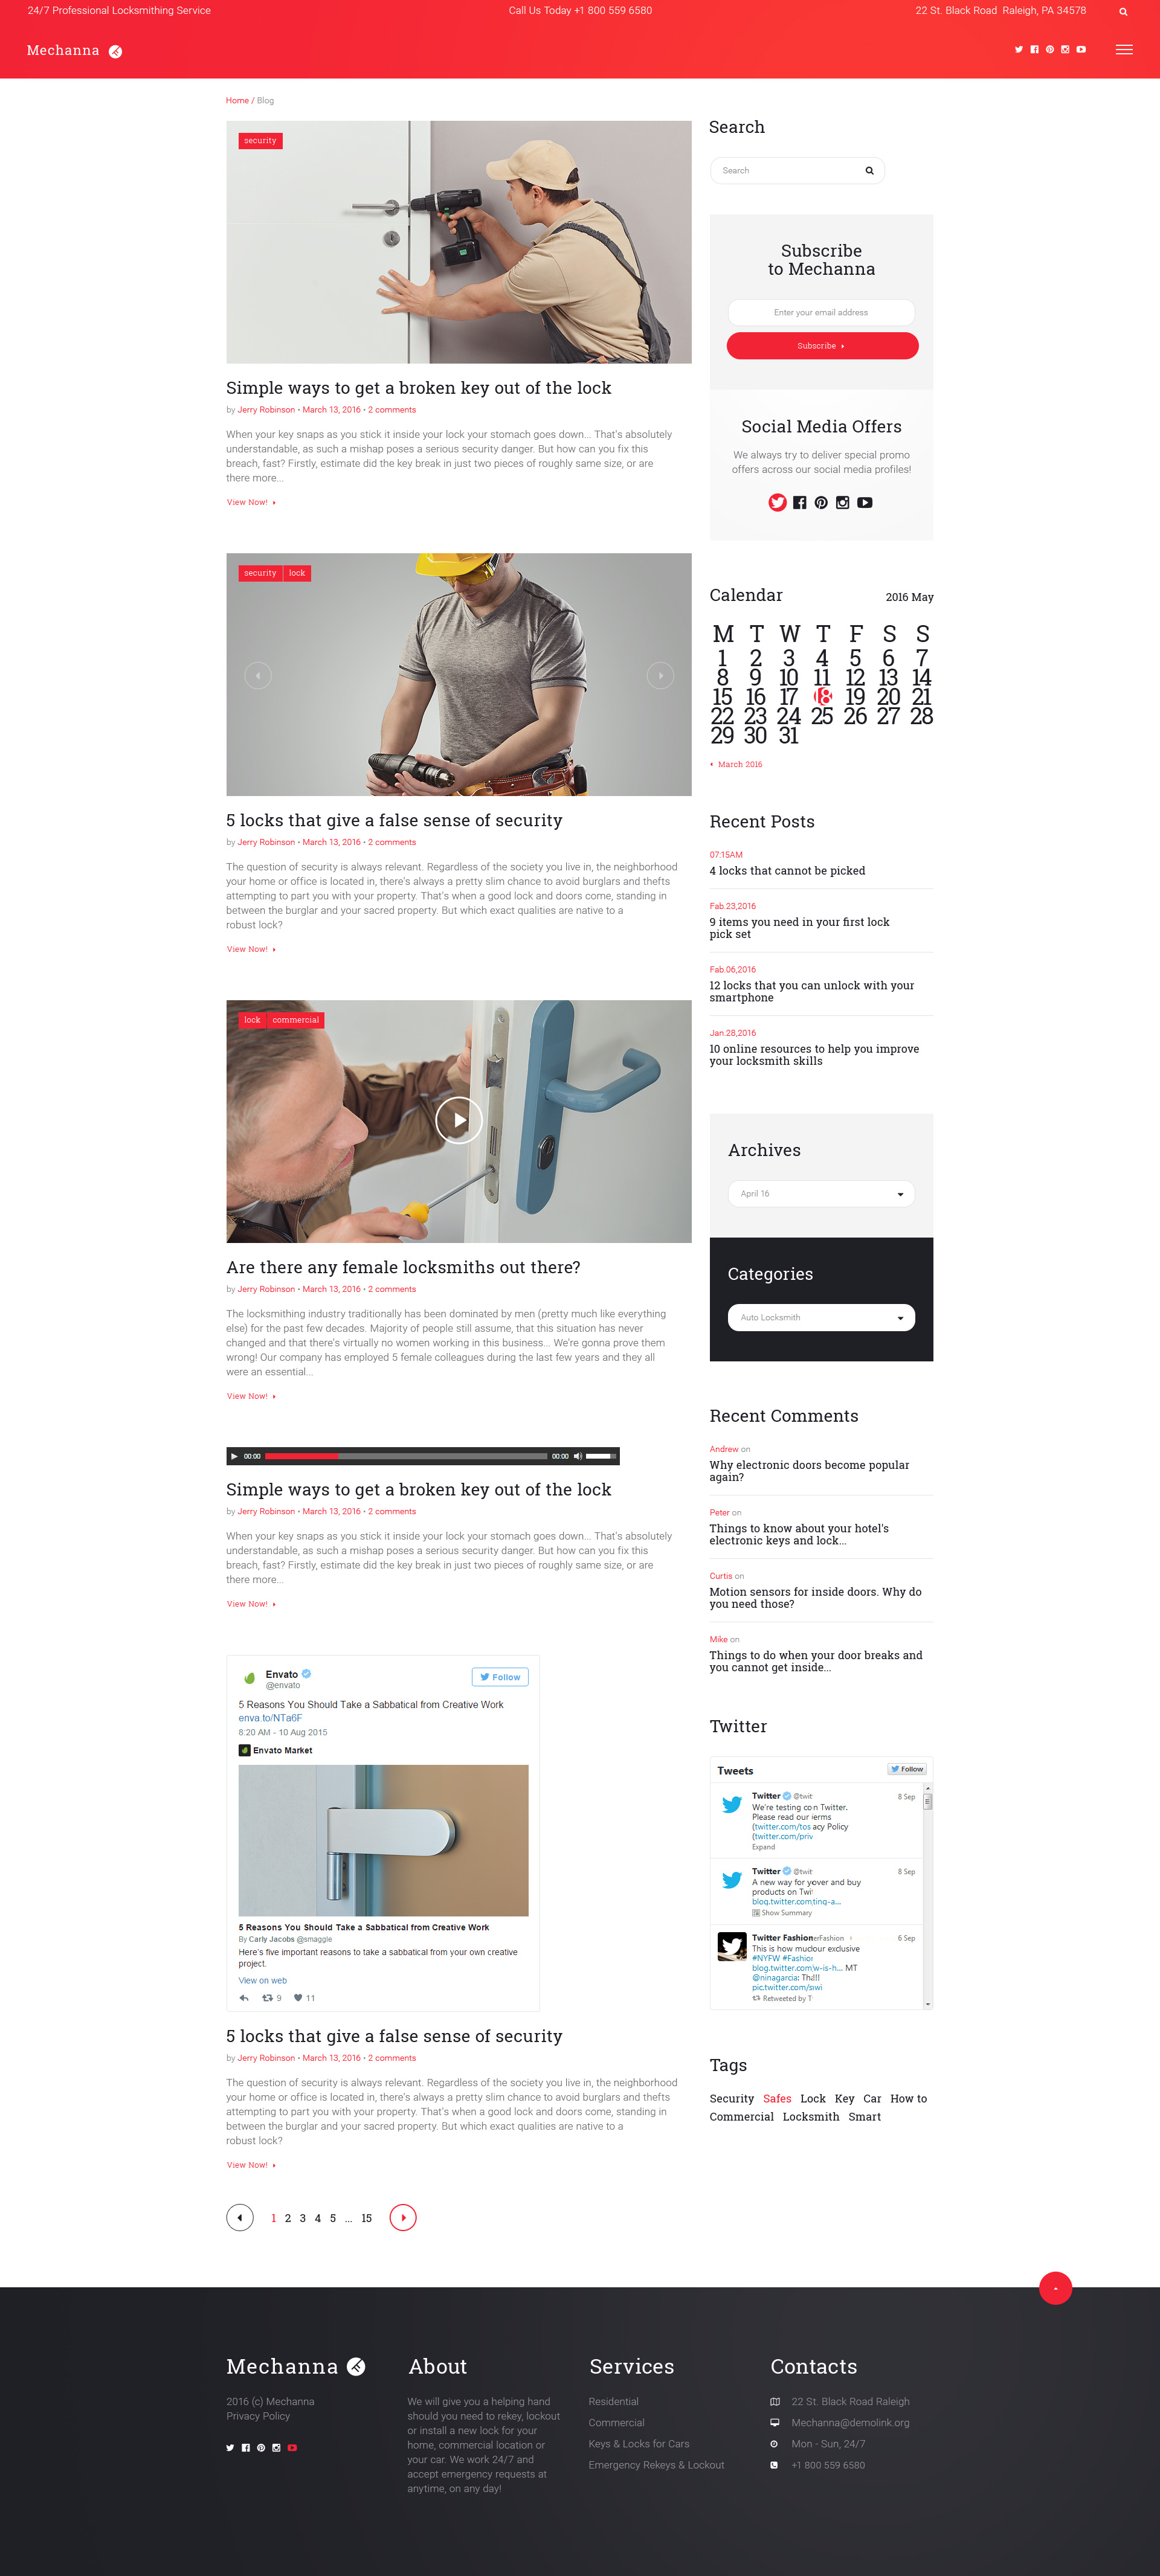 24/7 Professional Locksmithing Service
Call Us Today +1 800 559 6580
22 St. Black Road Raleigh, PA 34578
Mechanna
Home / Blog
security
Simple ways to get a broken key out of the lock
by Jerry Robinson • March 13, 2016 • 2 comments
When your key snaps as you stick it inside your lock your stomach goes down... That's absolutely
understandable, as such a mishap poses a serious security danger. But how can you fix this
breach, fast? Firstly, estimate did the key break in just two pieces of roughly same size, or are
there more...
View Now!
security lock
5 locks that give a false sense of security
by Jerry Robinson • March 13, 2016 • 2 comments
The question of security is always relevant. Regardless of the society you live in, the neighborhood
your home or office is located in, there's always a pretty slim chance to avoid burglars and thefts
attempting to part you with your property. That's when a good lock and doors come, standing in
between the burglar and your sacred property. But which exact qualities are native to a
robust lock?
View Now!
lock commercial
Are there any female locksmiths out there?
by Jerry Robinson • March 13, 2016 • 2 comments
The locksmithing industry traditionally has been dominated by men (pretty much like everything
else) for the past few decades. Majority of people still assume, that this situation has never
changed and that there's virtually no women working in this business... We're gonna prove them
wrong! Our company has employed 5 female colleagues during the last few years and they all
were an essential...
View Now!
00:00 00:00
Simple ways to get a broken key out of the lock
by Jerry Robinson • March 13, 2016 • 2 comments
When your key snaps as you stick it inside your lock your stomach goes down... That's absolutely
understandable, as such a mishap poses a serious security danger. But how can you fix this
breach, fast? Firstly, estimate did the key break in just two pieces of roughly same size, or are
there more...
View Now!
Envato
@envato
Follow
5 Reasons You Should Take a Sabbatical from Creative Work
enva.to/NTa6F
8:20 AM - 10 Aug 2015
Envato Market
5 Reasons You Should Take a Sabbatical from Creative Work
By Carly Jacobs @smaggle
Here's five important reasons to take a sabbatical from your own creative
project.
View on web
9 11
5 locks that give a false sense of security
by Jerry Robinson • March 13, 2016 • 2 comments
The question of security is always relevant. Regardless of the society you live in, the neighborhood
your home or office is located in, there's always a pretty slim chance to avoid burglars and thefts
attempting to part you with your property. That's when a good lock and doors come, standing in
between the burglar and your sacred property. But which exact qualities are native to a
robust lock?
View Now!
1 2 3 4 5 ... 15
Search
Search
Subscribe
to Mechanna
Enter your email address
Subscribe
Social Media Offers
We always try to deliver special promo
offers across our social media profiles!
Calendar 2016 May
M T W T F S S
1 2 3 4 5 6 7
8 9 10 11 12 13 14
15 16 17 18 19 20 21
22 23 24 25 26 27 28
29 30 31
March 2016
Recent Posts
07:15AM
4 locks that cannot be picked
Fab.23,2016
9 items you need in your first lock
pick set
Fab.06,2016
12 locks that you can unlock with your
smartphone
Jan.28,2016
10 online resources to help you improve
your locksmith skills
Archives
April 16
Categories
Auto Locksmith
Recent Comments
Andrew on
Why electronic doors become popular
again?
Peter on
Things to know about your hotel's
electronic keys and lock...
Curtis on
Motion sensors for inside doors. Why do
you need those?
Mike on
Things to do when your door breaks and
you cannot get inside...
Twitter
Tweets Follow
Twitter @twit 8 Sep
We're testing Twitter.
Please read our
(twitter.com/tos acy Policy
(twitter.com/priv
Expand
Twitter @twit 8 Sep
A new way for and buy
products on
Show Summary
Twitter Fashion 6 Sep
This is how exclusive
#NYFW
MT
@ninagarcia:
Retweeted by
Tags
Security Safes Lock Key Car How to
Commercial Locksmith Smart
Mechanna
2016 (c) Mechanna
Privacy Policy
About
We will give you a helping hand
should you need to rekey, lockout
or install a new lock for your
home, commercial location or
your car. We work 24/7 and
accept emergency requests at
anytime, on any day!
Services
Residential
Commercial
Keys & Locks for Cars
Emergency Rekeys & Lockout
Contacts
22 St. Black Road Raleigh
Mechanna@demolink.org
Mon - Sun, 24/7
+1 800 559 6580